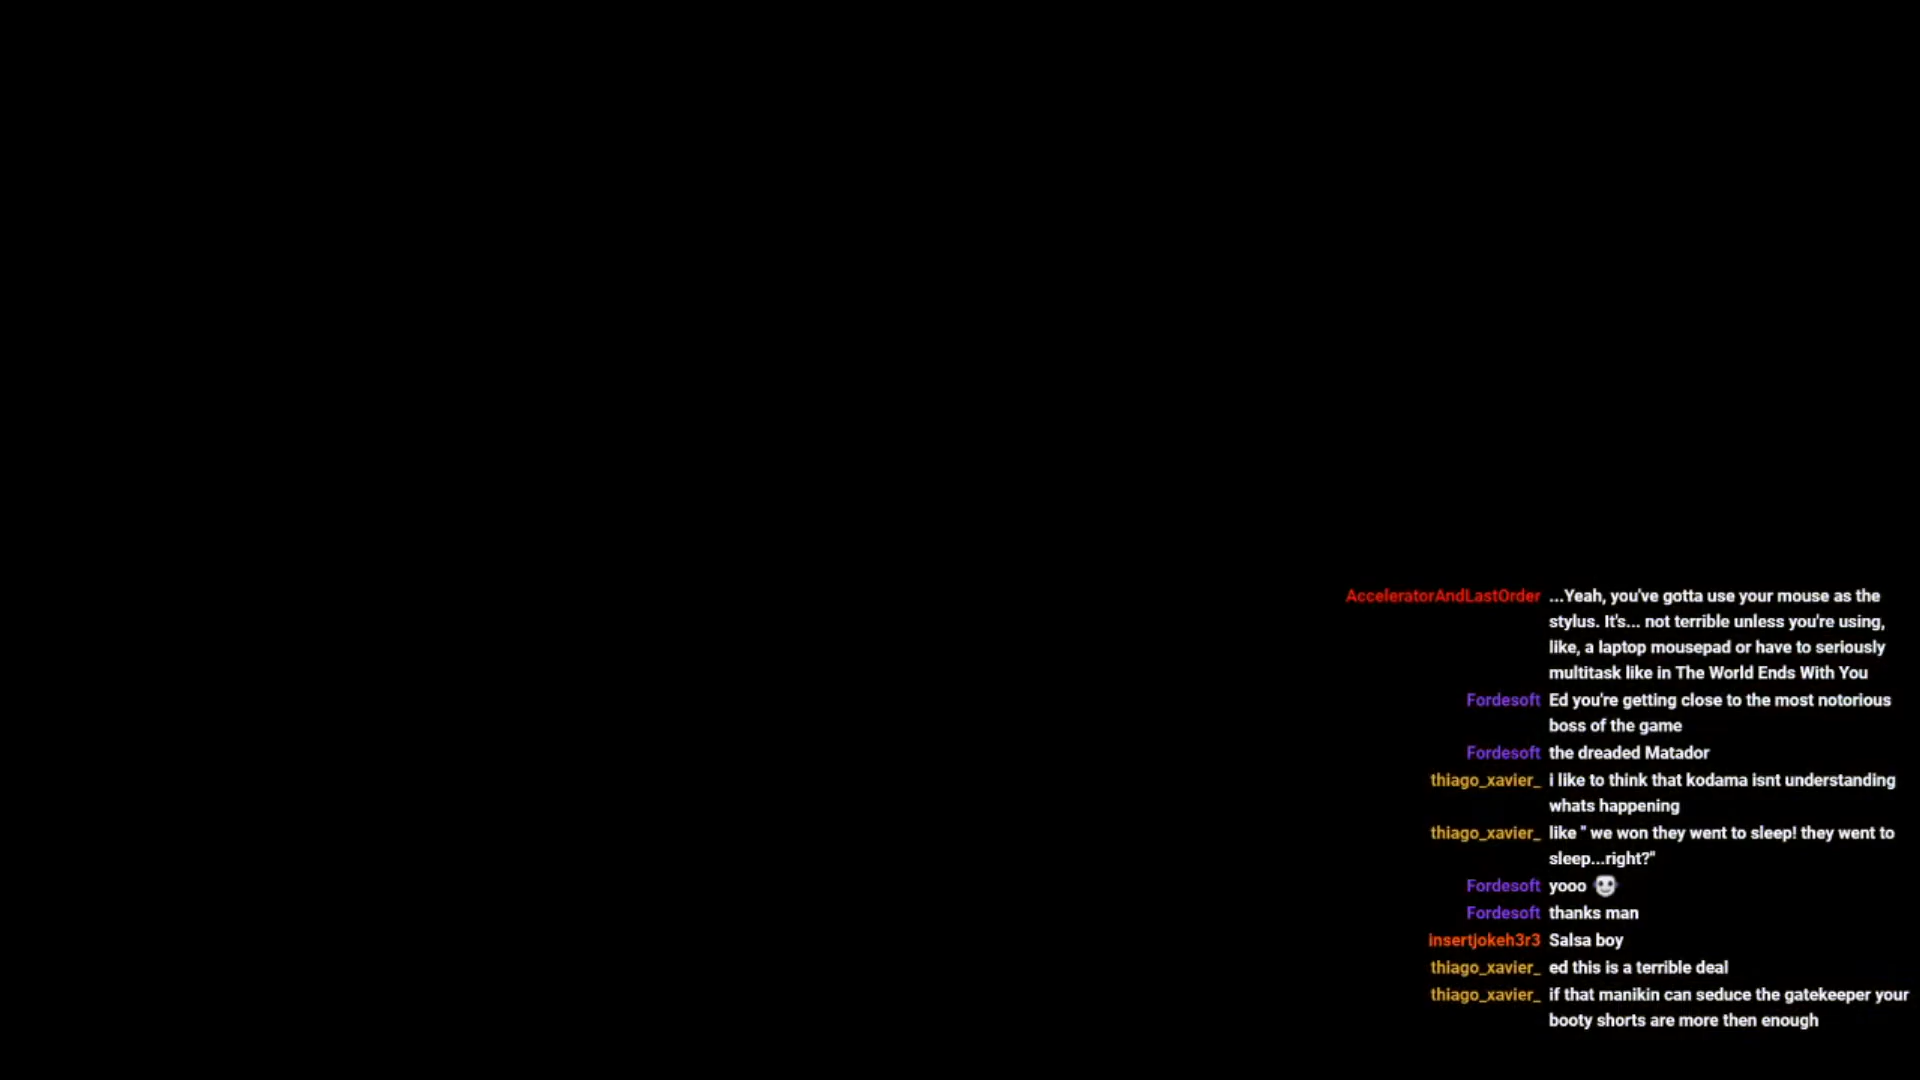 AcceleratorAndLastOrder ...Yeah, you've gotta use your mouse as the
stylus. It's... not terrible unless you're using,
like, a laptop mousepad or have to seriously
multitask like in The World Ends With You
Fordesoft Ed you're getting close to the most notorious
boss of the game
Fordesoft the dreaded Matador
thiago_xavier_ i like to think that kodama isnt understanding
whats happening
thiago_xavier_ like " we won they went to sleep! they went to
sleep...right?"
Fordesoft yooo
Fordesoft thanks man
insertjokeh3r3 Salsa boy
thiago_xavier_ ed this is a terrible deal
thiago_xavier_ if that manikin can seduce the gatekeeper your
booty shorts are more then enough